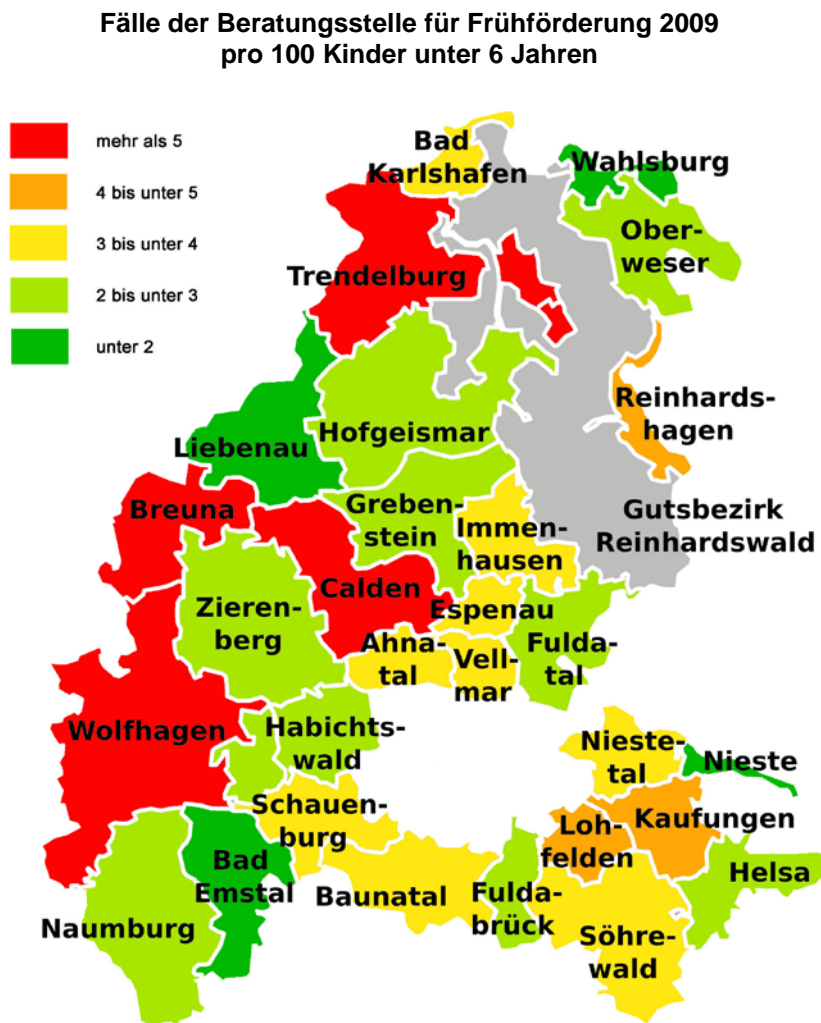 Fälle der Beratungsstelle für Frühförderung 2009
pro 100 Kinder unter 6 Jahren
mehr als 5
4 bis unter 5
3 bis unter 4
2 bis unter 3
unter 2
Bad
Karlshafen
Wahlsburg
Ober-
weser
Trendelburg
Reinhards-
hagen
Hofgeismar
Liebenau
Breuna
Greben-
stein
Immen-
hausen
Gutsbezirk
Reinhardswald
Calden
Espenau
Zieren-
berg
Ahna-
tal
Vell-
mar
Fulda-
tal
Wolfhagen
Habichts-
wald
Nieste-
tal
Nieste
Schauen-
burg
Loh-
felden
Kaufungen
Bad
Emstal
Baunatal
Fulda-
brück
Helsa
Naumburg
Söhre-
wald